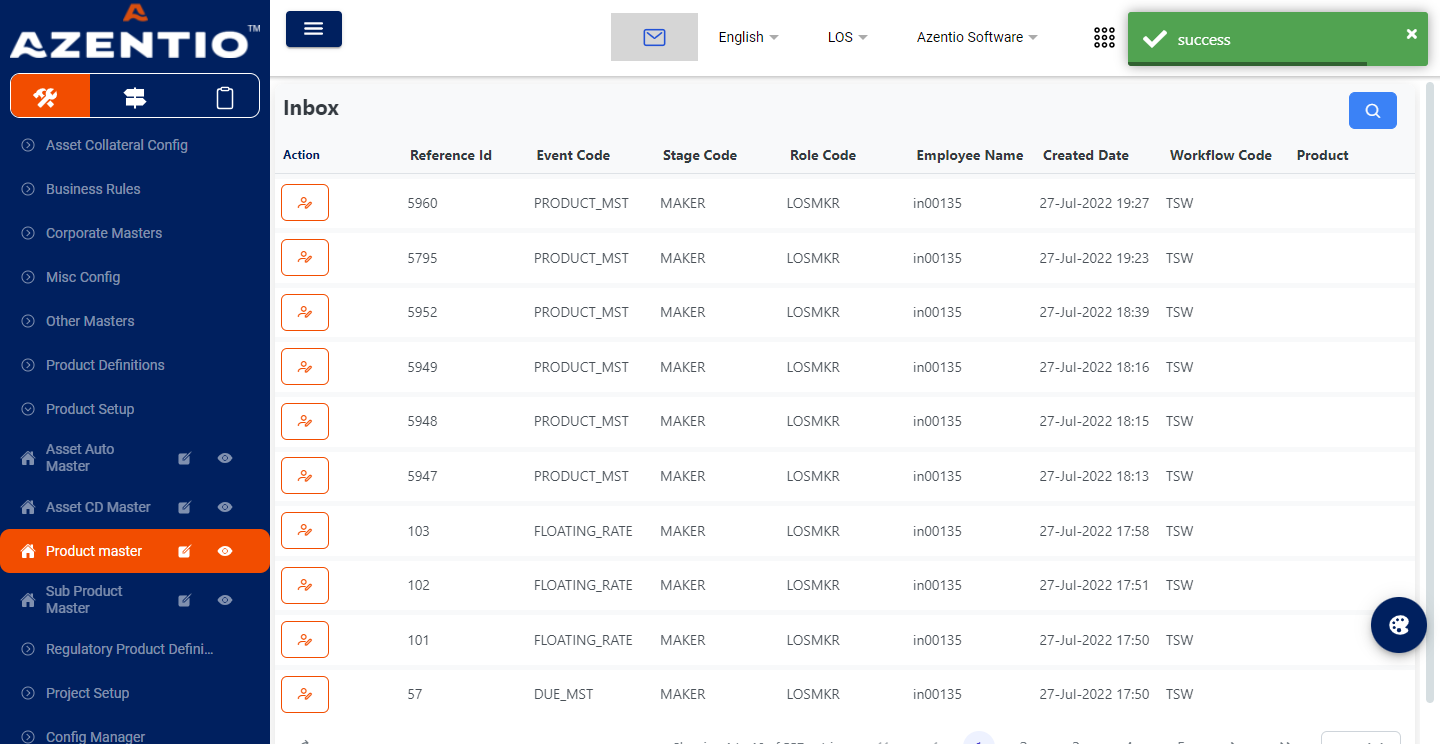 AZENTIO™
English
LOS
Azentio Software
success
Asset Collateral Config
Business Rules
Corporate Masters
Misc Config
Other Masters
Product Definitions
Product Setup
Asset Auto
Master
Asset CD Master
Product master
Sub Product
Master
Regulatory Product Defini...
Project Setup
Config Manager
Inbox
Action Reference Id Event Code Stage Code Role Code Employee Name Created Date Workflow Code Product
5960 PRODUCT_MST MAKER LOSMKR in00135 27-Jul-2022 19:27 TSW
5795 PRODUCT_MST MAKER LOSMKR in00135 27-Jul-2022 19:23 TSW
5952 PRODUCT_MST MAKER LOSMKR in00135 27-Jul-2022 18:39 TSW
5949 PRODUCT_MST MAKER LOSMKR in00135 27-Jul-2022 18:16 TSW
5948 PRODUCT_MST MAKER LOSMKR in00135 27-Jul-2022 18:15 TSW
5947 PRODUCT_MST MAKER LOSMKR in00135 27-Jul-2022 18:13 TSW
103 FLOATING_RATE MAKER LOSMKR in00135 27-Jul-2022 17:58 TSW
102 FLOATING_RATE MAKER LOSMKR in00135 27-Jul-2022 17:51 TSW
101 FLOATING_RATE MAKER LOSMKR in00135 27-Jul-2022 17:50 TSW
57 DUE_MST MAKER LOSMKR in00135 27-Jul-2022 17:50 TSW